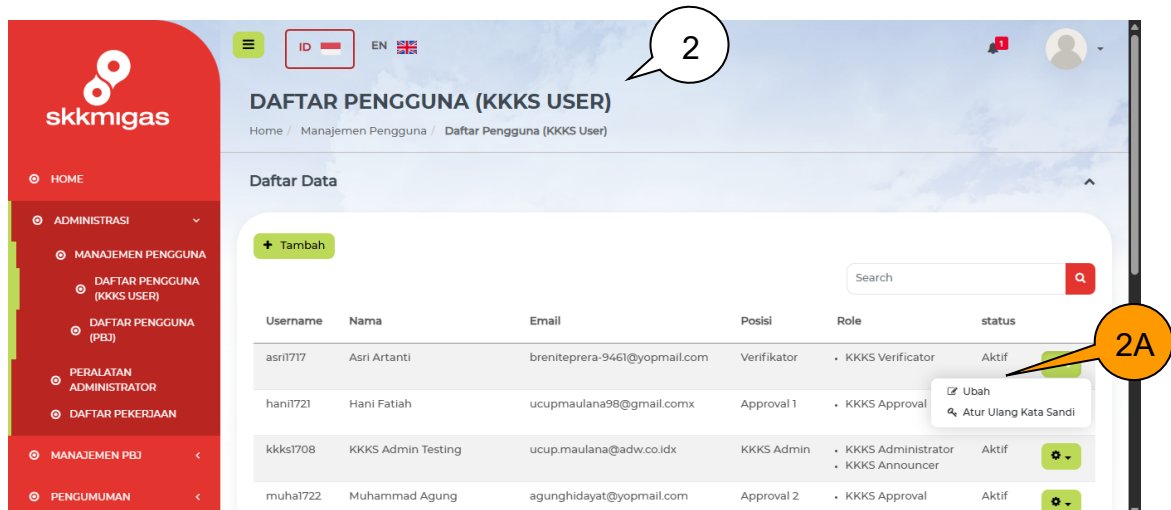 skkmigas
HOME
ADMINISTRASI
MANAJEMEN PENGGUNA
DAFTAR PENGGUNA
(KKKS USER)
DAFTAR PENGGUNA
(PBJ)
PERALATAN
ADMINISTRATOR
DAFTAR PEKERJAAN
MANAJEMEN PBJ
PENGUMUMAN
ID EN
2
1
DAFTAR PENGGUNA (KKKS USER)
Home / Manajemen Pengguna / Daftar Pengguna (KKKS User)
Daftar Data
+ Tambah
Search
Username Nama Email Posisi Role status
asri1717 Asri Artanti breniteprera-9461@yopmail.com Verifikator • KKKS Verificator Aktif
2A
Ubah
Atur Ulang Kata Sandi
hani1721 Hani Fatiah ucupmaulana98@gmail.comx Approval 1 • KKKS Approval
kkks1708 KKKS Admin Testing ucup.maulana@adw.co.idx KKKS Admin • KKKS Administrator Aktif
• KKKS Announcer
muha1722 Muhammad Agung agunghidayat@yopmail.com Approval 2 • KKKS Approval Aktif